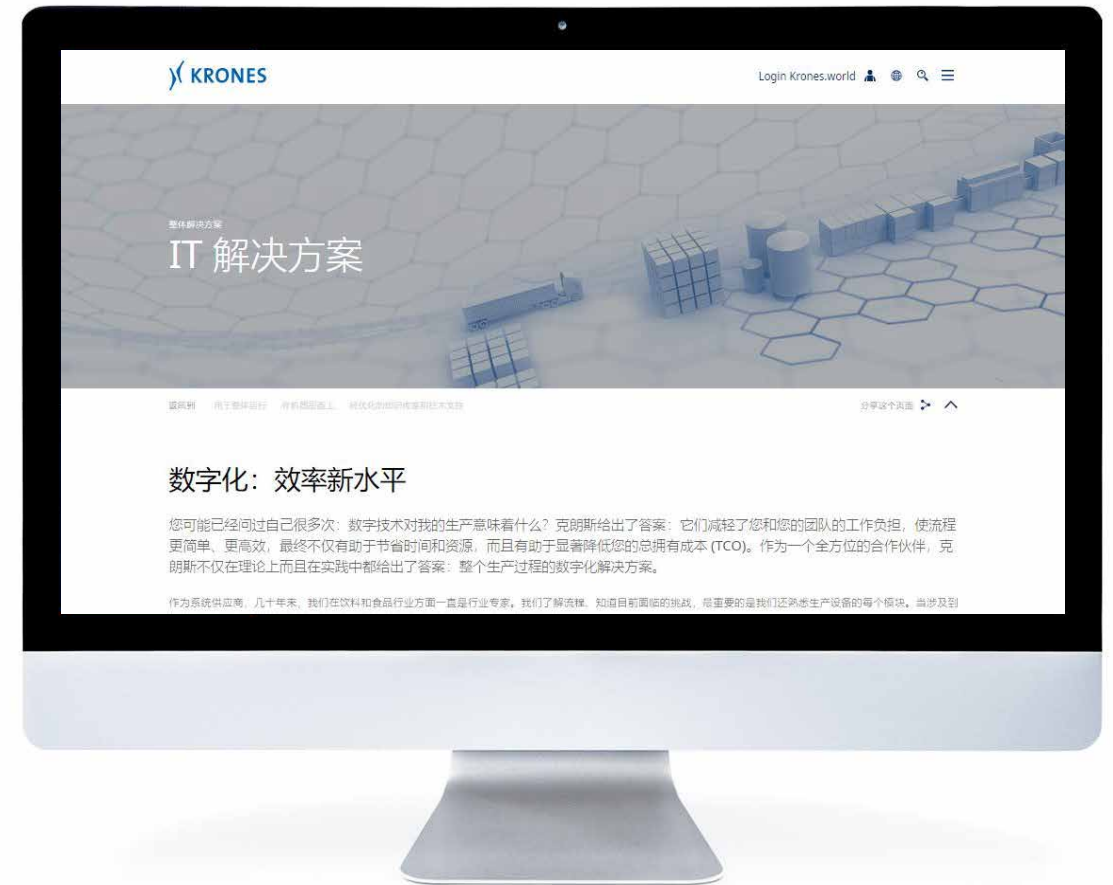 KRONES
Login Krones.world
整体解决方案
IT 解决方案
返回到
用于整体运行
分享这个页面
数字化：效率新水平
您可能已经问过自己很多次：数字技术对我的生产意味着什么？克朗斯给出了答案：它们减轻了您和您的团队的工作负担，使流程
更简单、更高效，最终不仅有助于节省时间和资源，而且有助于显著降低您的总拥有成本 (TCO)。作为一个全方位的合作伙伴，克
朗斯不仅在理论上而且在实践中都给出了答案：整个生产过程的数字化解决方案。
作为系统供应商，几十年来，我们在饮料和食品行业方面一直是行业专家。我们了解流程、知道目前面临的挑战，最重要的是我们还熟悉生产设备的每个模块。当涉及到